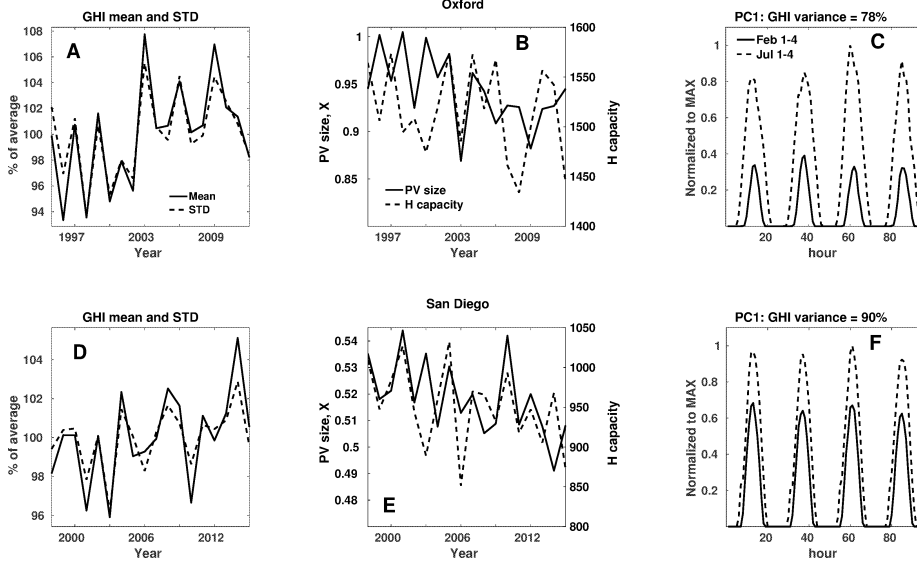 Oxford
GHI mean and STD
PC1: GHI variance = 78%
A
% of average
108
106
104
102
100
98
96
94
Mean
STD
1997
2003
2009
Year
B
PV size, X
1
0.95
0.9
0.85
PV size
H capacity
1600
1550
1500
1450
1400
H capacity
1997
2003
2009
Year
C
Feb 1-4
Jul 1-4
Normalized to MAX
1
0.8
0.6
0.4
0.2
20
40
60
80
hour
San Diego
GHI mean and STD
PC1: GHI variance = 90%
D
% of average
104
102
100
98
96
2000
2006
2012
Year
E
PV size, X
0.54
0.53
0.52
0.51
0.5
0.49
0.48
1050
1000
950
900
850
800
H capacity
2000
2006
2012
Year
F
Normalized to MAX
1
0.8
0.6
0.4
0.2
20
40
60
80
hour